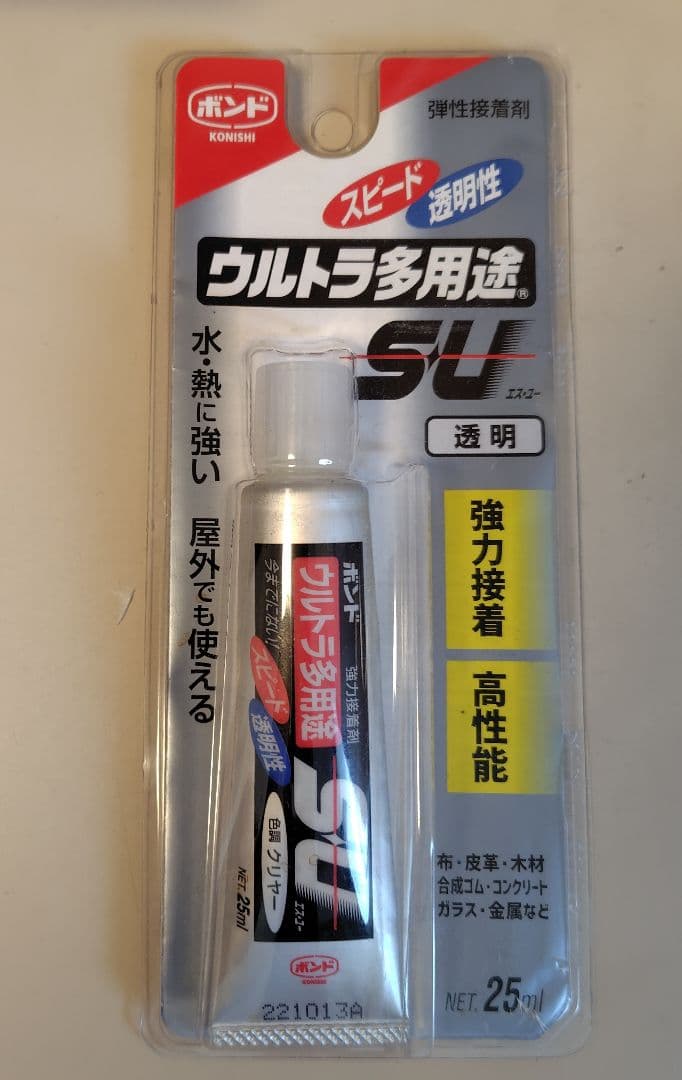 ボンド
KONISHI
弾性接着剤
スピード
透明性
ウルトラ多用途®
SU
エス・ユー
透明
水・熱に強い 屋外でも使える
強力接着
高性能
布・皮革・木材
合成ゴム・コンクリート
ガラス・金属など
NET. 25ml
ボンド
強力接着剤
ウルトラ多用途
今までにない!
スピード
透明性
SU
エス・ユー
色調 クリヤー
NET. 25ml
ボンド
KONISHI
221013A